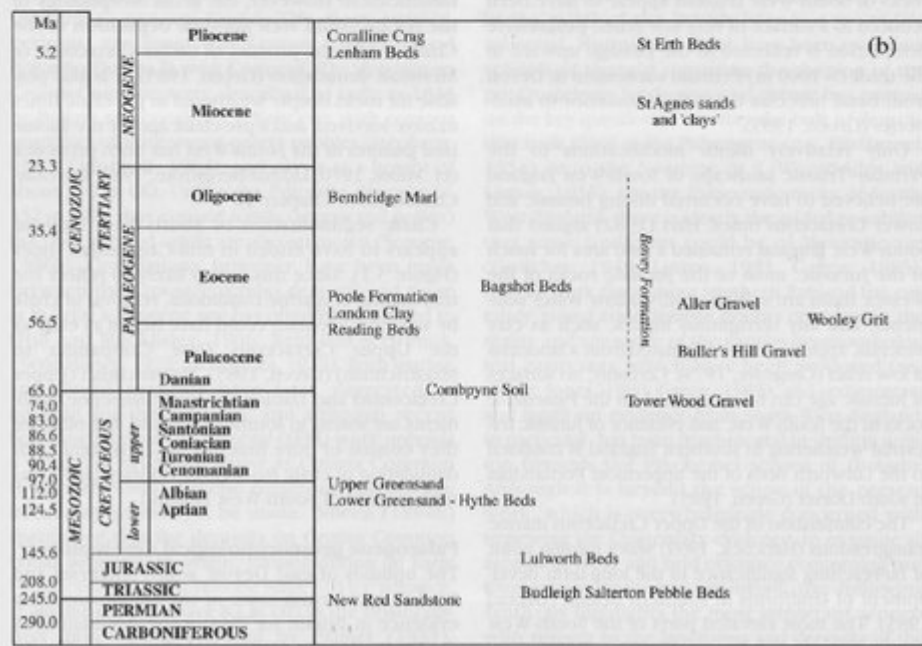 Ma
(b)
Pliocene Coralline Crag St Erth Beds
5.2 Lenham Beds
NEOGENE
Miocene St Agnes sands
and 'clays'
23.3
CENOZOIC
TERTIARY
Oligocene Bembridge Marl
35.4
PALAEOGENE
Eocene Bagshot Beds
Bovey Formation
Poole Formation Aller Gravel
London Clay Wooley Grit
56.5 Reading Beds
Buller's Hill Gravel
Palaeocene
Danian
65.0 Combpyne Soil
74.0 Maastrichtian Tower Wood Gravel
83.0 Campanian
86.6 Santonian
88.5 Coniacian
90.4 Turonian
97.0 Cenomanian
upper
CRETACEOUS
MESOZOIC
Upper Greensand
112.0 Albian Lower Greensand - Hythe Beds
124.5 Aptian
lower
145.6
JURASSIC Lulworth Beds
208.0
TRIASSIC Budleigh Salterton Pebble Beds
245.0 New Red Sandstone
PERMIAN
290.0
CARBONIFEROUS